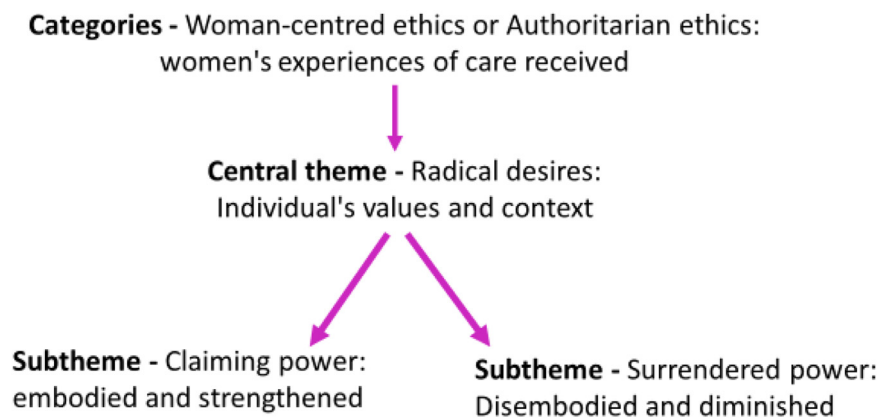 Categories - Woman-centred ethics or Authoritarian ethics:
women's experiences of care received
Central theme - Radical desires:
Individual's values and context
Subtheme - Claiming power:
embodied and strengthened
Subtheme - Surrendered power:
Disembodied and diminished